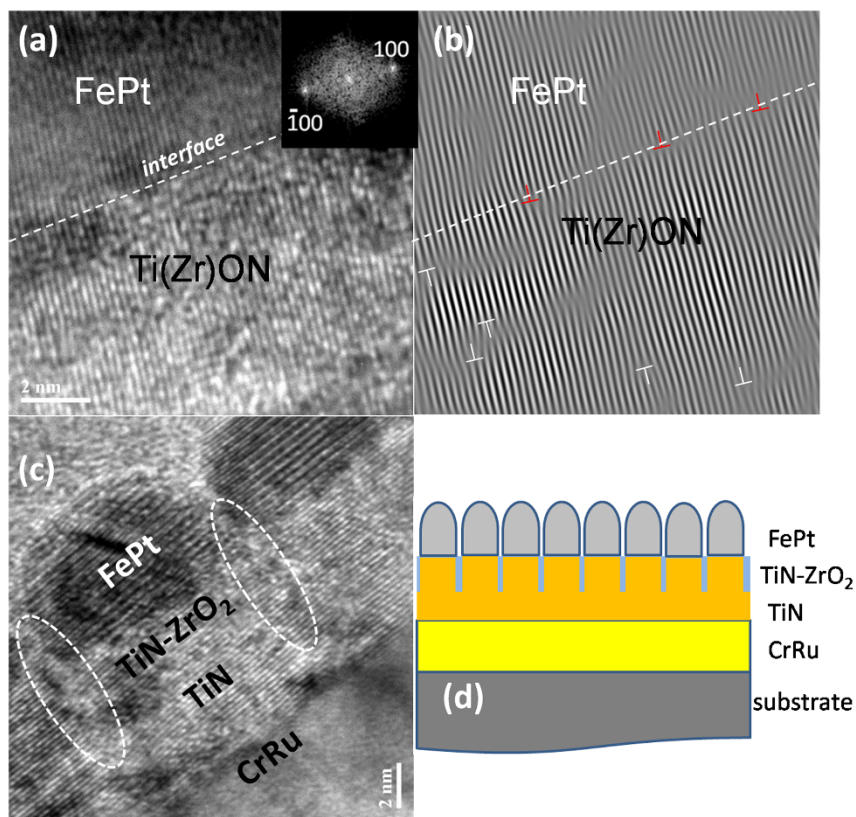 (a)
FePt
100
1̄00
interface
Ti(Zr)ON
2 nm
(b)
FePt
Ti(Zr)ON
(c)
FePt
TiN-ZrO₂
TiN
CrRu
2 nm
FePt
TiN-ZrO₂
TiN
CrRu
(d)
substrate